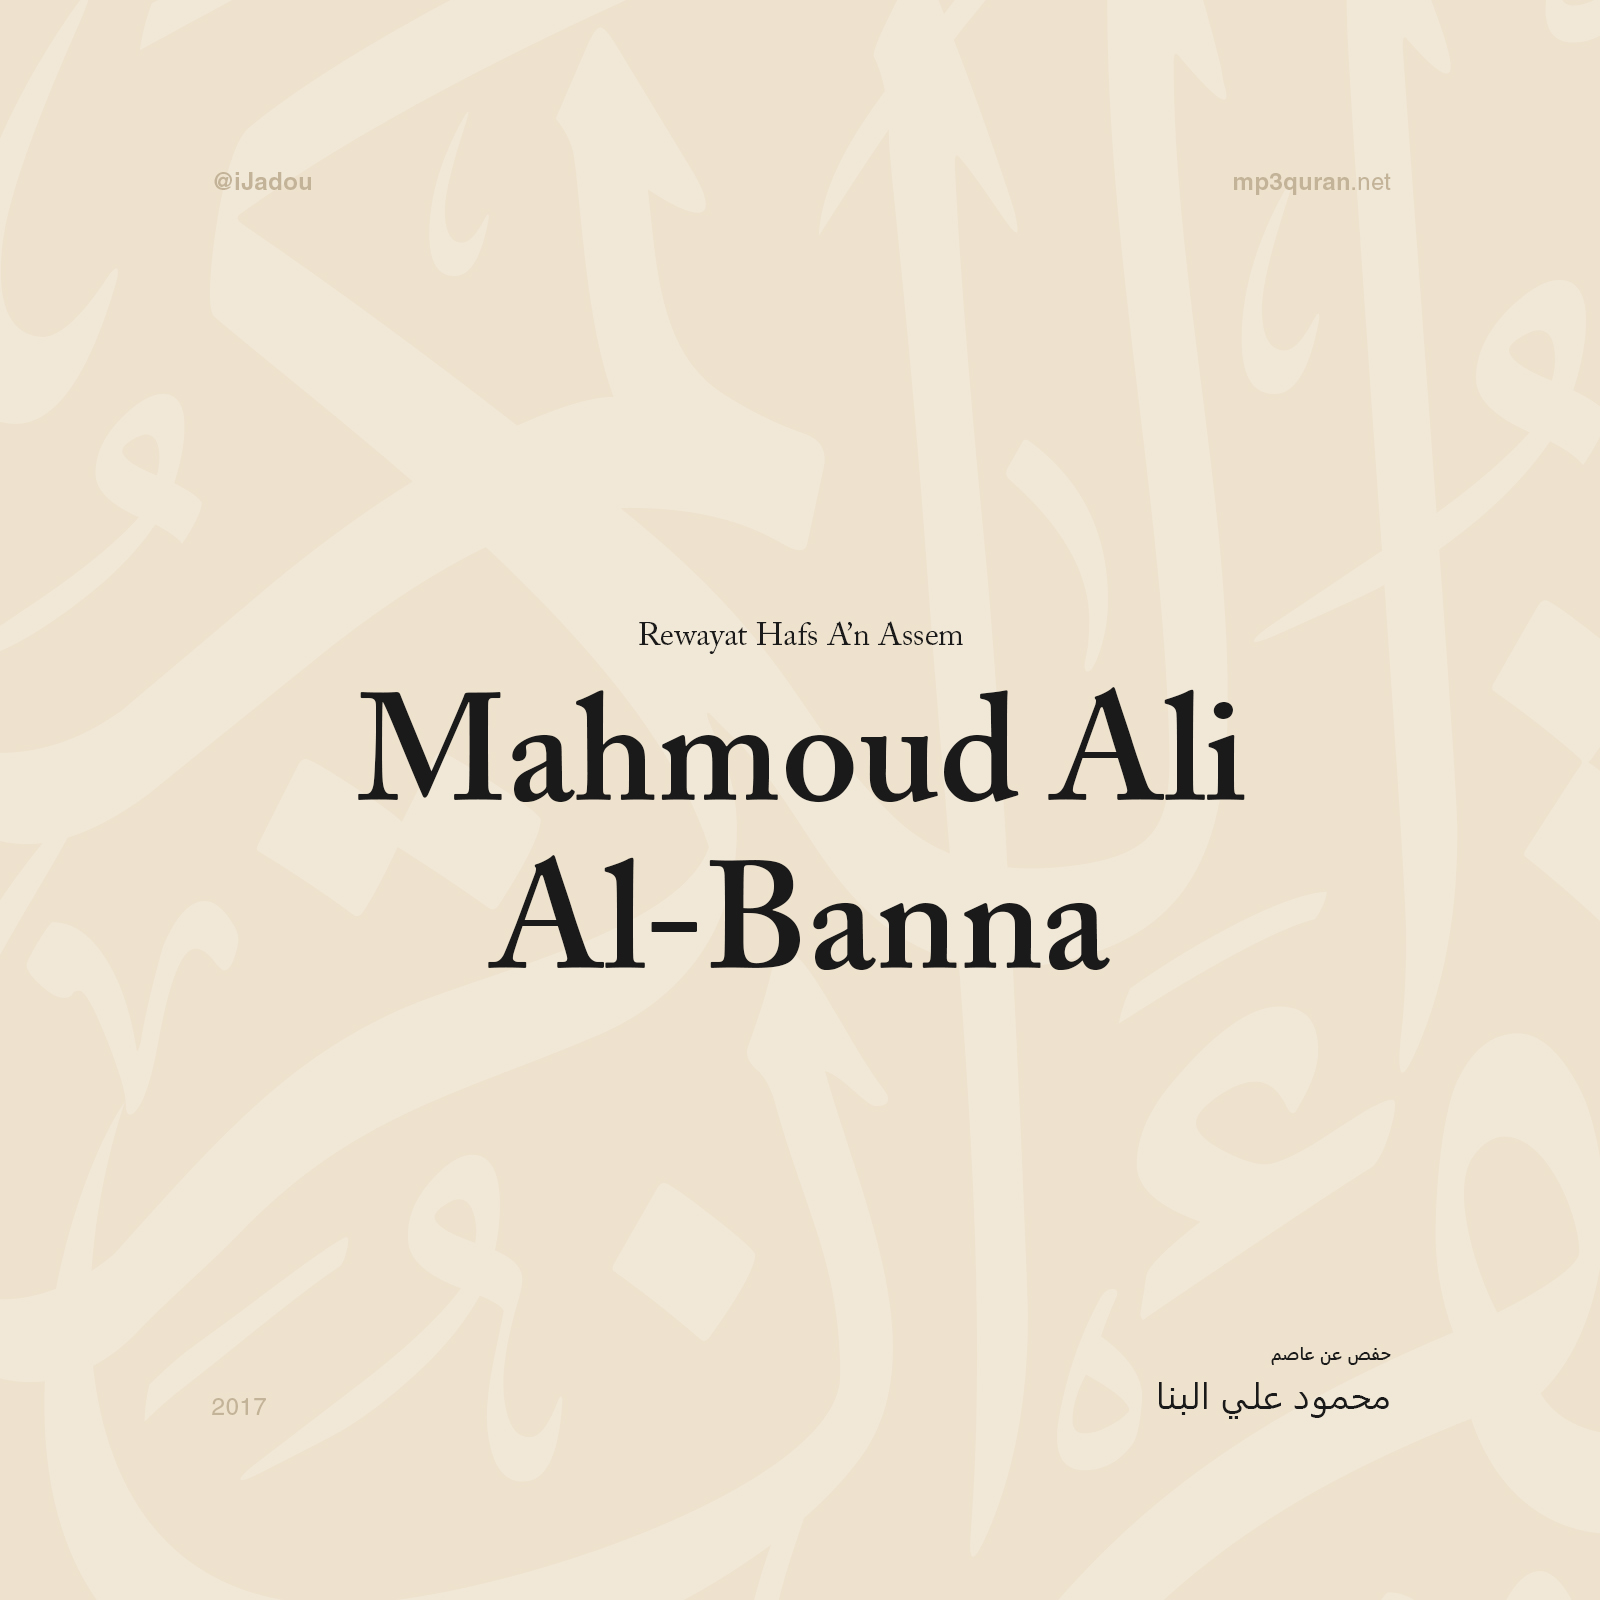 @iJadou
mp3quran.net
Rewayat Hafs A’n Assem
Mahmoud Ali
Al-Banna
حفص عن عاصم
محمود علي البنا
2017